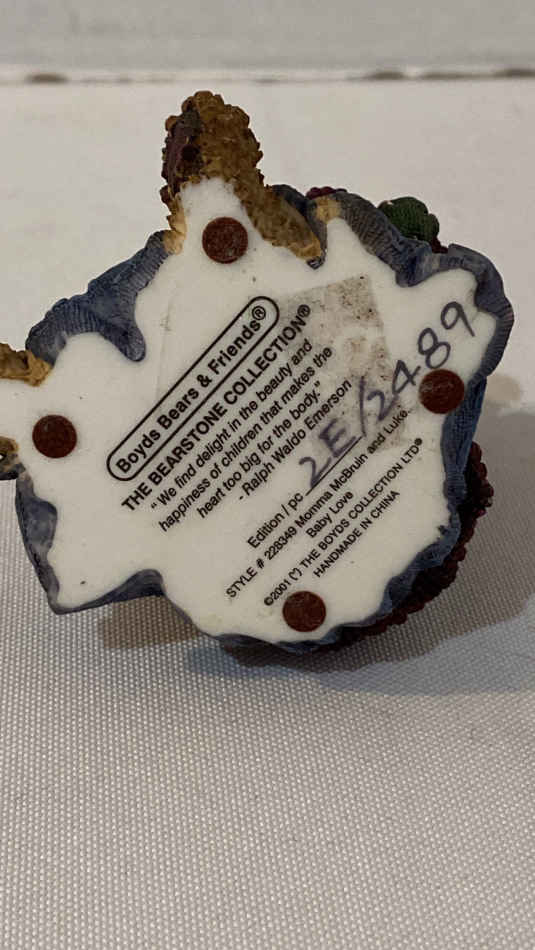 Boyds Bears & Friends®
THE BEARSTONE COLLECTION®
"We find delight in the beauty and
happiness of children that makes the
heart too big for the body."
- Ralph Waldo Emerson
Edition / pc 2E/2489
STYLE # 228349 Momma McBruin and Luke...
Baby Love
©2001 (*) THE BOYDS COLLECTION LTD®
HANDMADE IN CHINA